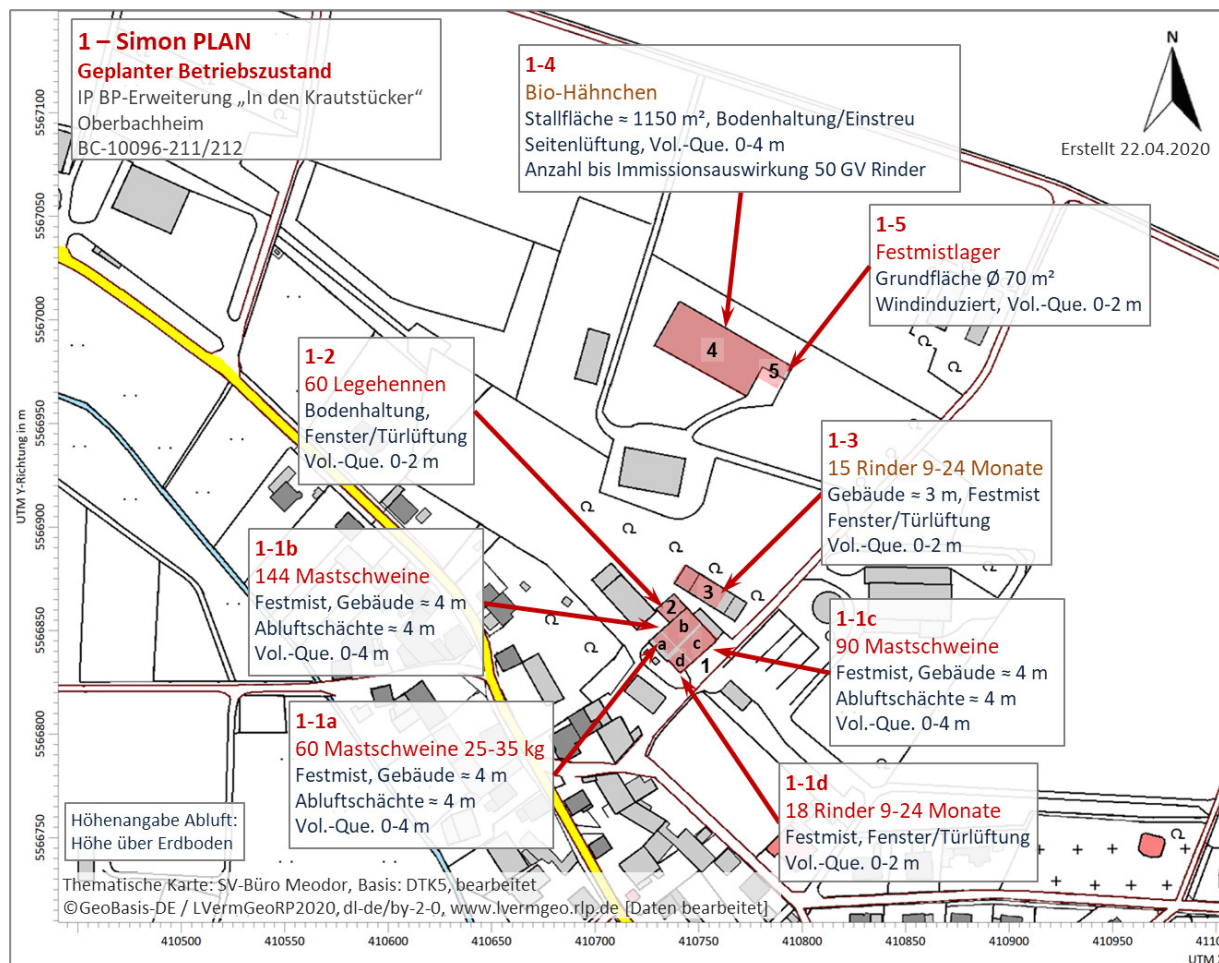 1 – Simon PLAN
Geplanter Betriebszustand
IP BP-Erweiterung „In den Krautstücker“
Oberbachheim
BC-10096-211/212
1-4
Bio-Hähnchen
Stallfläche ≈ 1150 m², Bodenhaltung/Einstreu
Seitenlüftung, Vol.-Que. 0-4 m
Anzahl bis Immissionsauswirkung 50 GV Rinder
N
Erstellt 22.04.2020
1-5
Festmistlager
Grundfläche Ø 70 m²
Windinduziert, Vol.-Que. 0-2 m
1-2
60 Legehennen
Bodenhaltung,
Fenster/Türlüftung
Vol.-Que. 0-2 m
4
5
1-3
15 Rinder 9-24 Monate
Gebäude ≈ 3 m, Festmist
Fenster/Türlüftung
Vol.-Que. 0-2 m
1-1b
144 Mastschweine
Festmist, Gebäude ≈ 4 m
Abluftschächte ≈ 4 m
Vol.-Que. 0-4 m
3
2
b
a
c
d
1
1-1c
90 Mastschweine
Festmist, Gebäude ≈ 4 m
Abluftschächte ≈ 4 m
Vol.-Que. 0-4 m
1-1a
60 Mastschweine 25-35 kg
Festmist, Gebäude ≈ 4 m
Abluftschächte ≈ 4 m
Vol.-Que. 0-4 m
1-1d
18 Rinder 9-24 Monate
Festmist, Fenster/Türlüftung
Vol.-Que. 0-2 m
Höhenangabe Abluft:
Höhe über Erdboden
Thematische Karte: SV-Büro Meodor, Basis: DTK5, bearbeitet
©GeoBasis-DE / LVermGeoRP2020, dl-de/by-2-0, www.lvermgeo.rlp.de [Daten bearbeitet]
UTM Y-Richtung in m
5567100
5567050
5567000
5566950
5566900
5566850
5566800
5566750
410500
410550
410600
410650
410700
410750
410800
410850
410900
410950
UTM